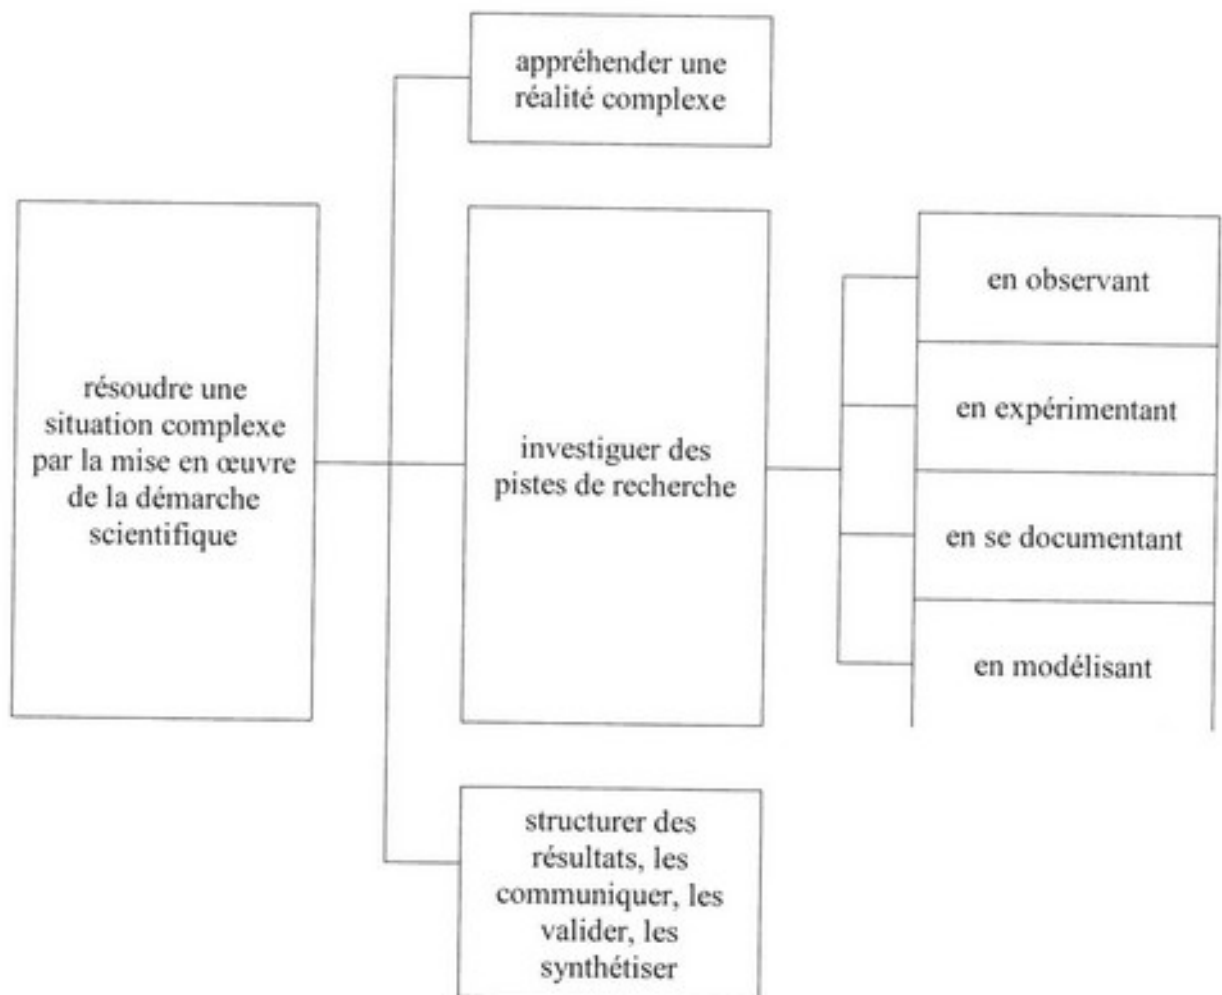 appréhender une
réalité complexe
résoudre une
situation complexe
par la mise en œuvre
de la démarche
scientifique
investiguer des
pistes de recherche
en observant
en expérimentant
en se documentant
en modélisant
structurer des
résultats, les
communiquer, les
valider, les
synthétiser